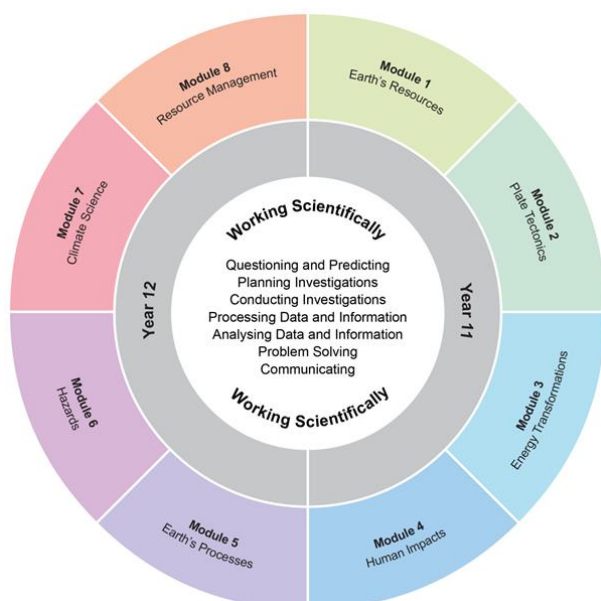 Module 1
Earth's Resources
Module 2
Plate Tectonics
Module 3
Energy Transformations
Module 4
Human Impacts
Module 5
Earth's Processes
Module 6
Hazards
Module 7
Climate Science
Module 8
Resource Management
Year 12
Year 11
Working Scientifically
Questioning and Predicting
Planning Investigations
Conducting Investigations
Processing Data and Information
Analysing Data and Information
Problem Solving
Communicating
Working Scientifically